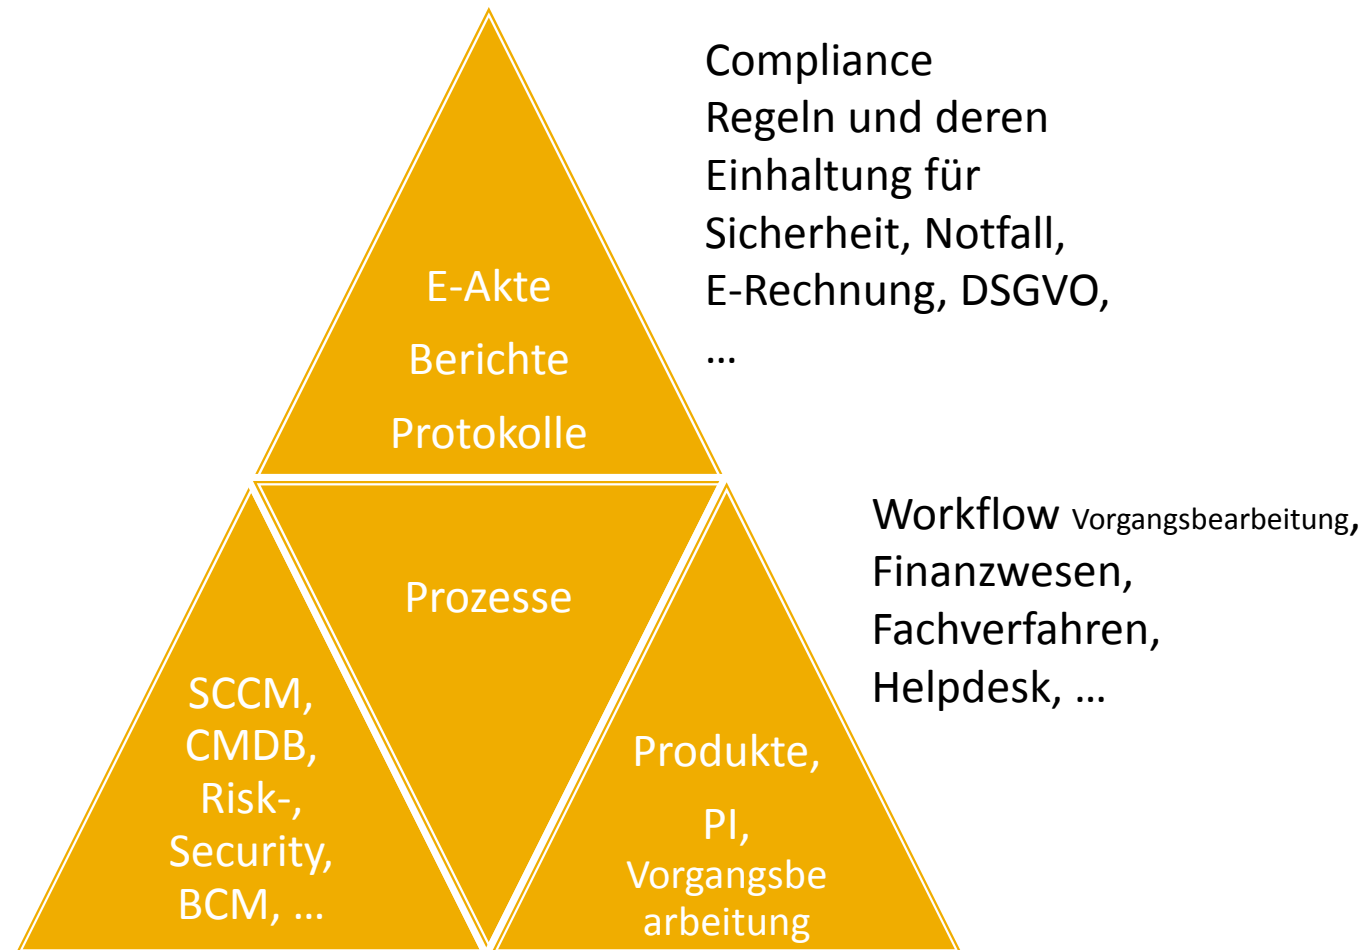 Compliance
Regeln und deren
Einhaltung für
Sicherheit, Notfall,
E-Rechnung, DSGVO,
...
E-Akte
Berichte
Protokolle
Workflow Vorgangsbearbeitung,
Finanzwesen,
Fachverfahren,
Helpdesk, ...
Prozesse
SCCM,
CMDB,
Risk-,
Security,
BCM, ...
Produkte,
PI,
Vorgangsbe
arbeitung